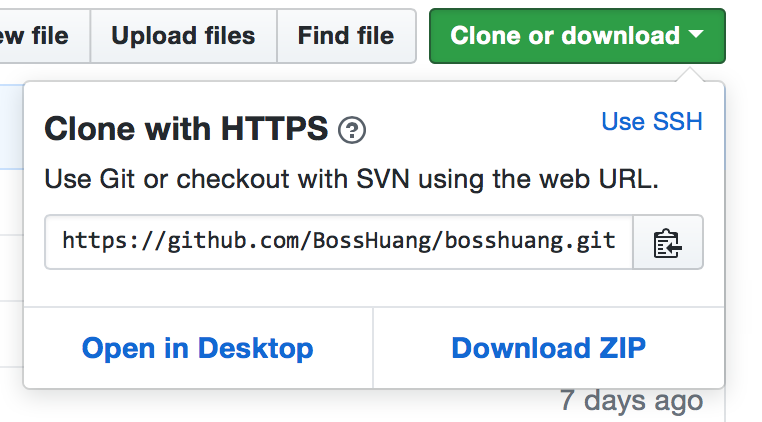 ew file Upload files Find file Clone or download
Clone with HTTPS ? Use SSH
Use Git or checkout with SVN using the web URL.
https://github.com/BossHuang/bosshuang.git
Open in Desktop Download ZIP
7 days ago